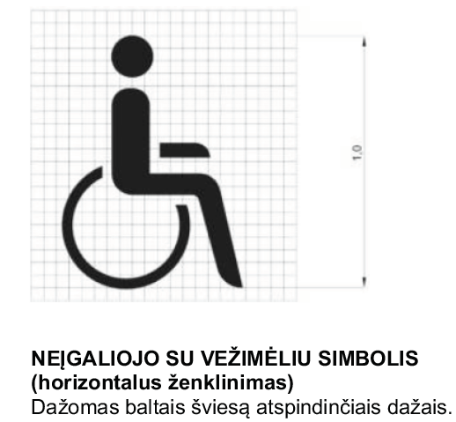 1,0
NEĮGALIOJO SU VEŽIMĖLIU SIMBOLIS
(horizontalus ženklinimas)
Dažomas baltais šviesą atspindinčiais dažais.